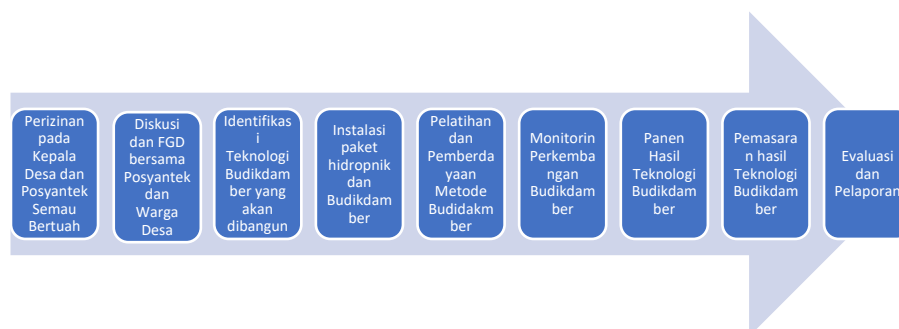 Perizinan
pada
Kepala
Desa dan
Posyantek
Semau
Bertuah
Diskusi
dan FGD
bersama
Posyantek
dan
Warga
Desa
Identifikas
i
Teknologi
Budikdam
ber yang
akan
dibangun
Instalasi
paket
hidropnik
dan
Budikdam
ber
Pelatihan
dan
Pemberda
yaan
Metode
Budidakm
ber
Monitorin
Perkemba
ngan
Budikdam
ber
Panen
Hasil
Teknologi
Budikdam
ber
Pemasara
n hasil
Teknologi
Budikdam
ber
Evaluasi
dan
Pelaporan